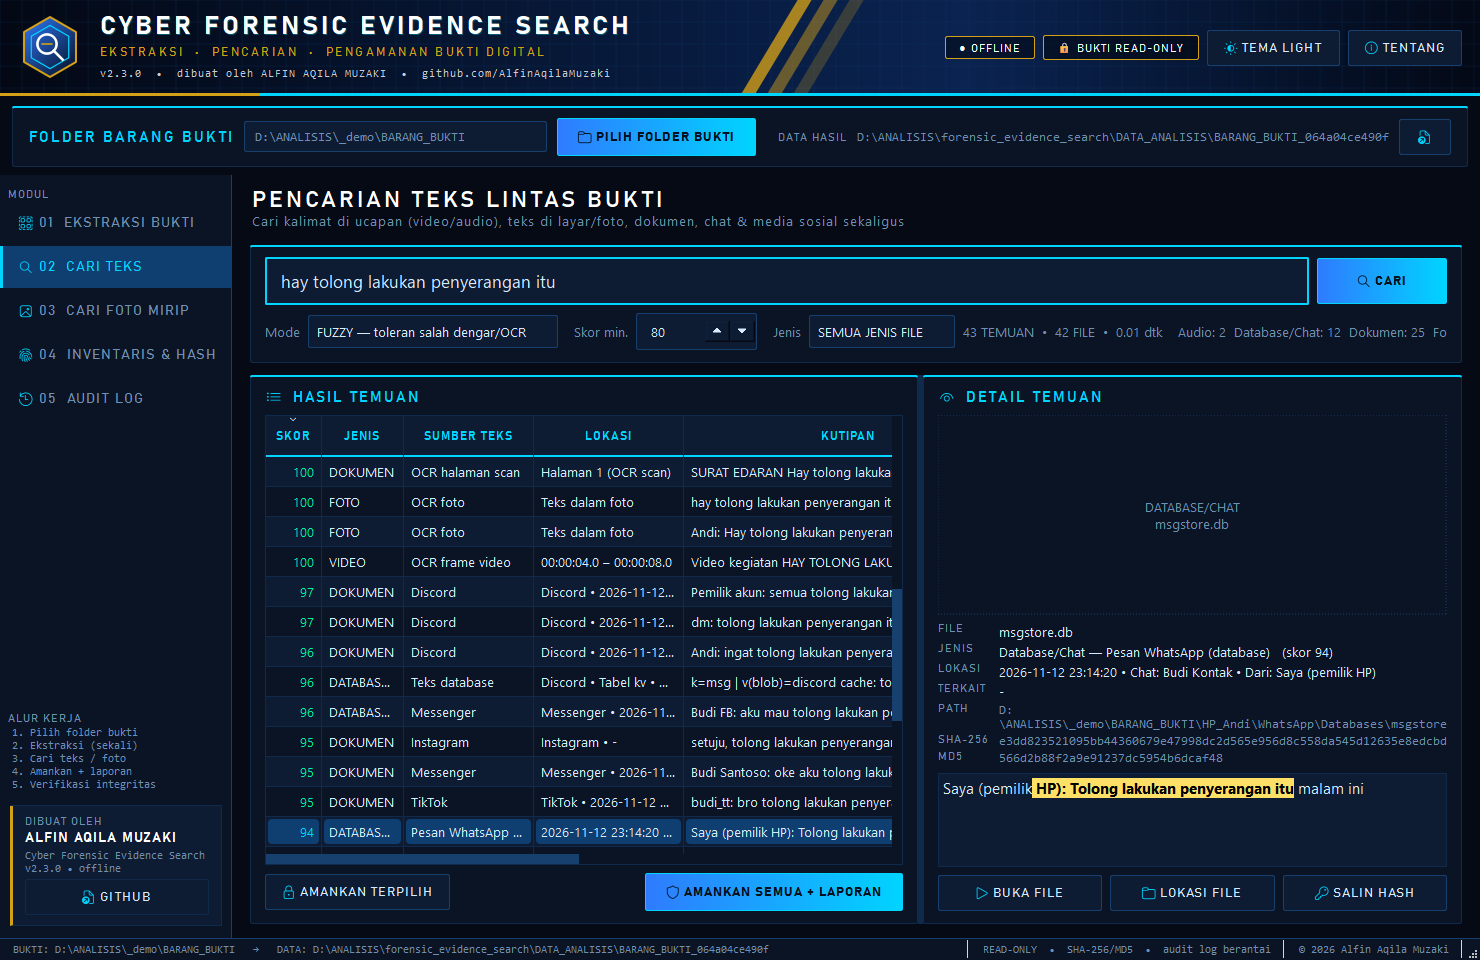 CYBER FORENSIC EVIDENCE SEARCH
EKSTRAKSI · PENCARIAN · PENGAMANAN BUKTI DIGITAL
v2.3.0 • dibuat oleh ALFIN AQILA MUZAKI • github.com/AlfinAqilaMuzaki
● OFFLINE
BUKTI READ-ONLY
TEMA LIGHT
TENTANG
FOLDER BARANG BUKTI
D:\ANALISIS\_demo\BARANG_BUKTI
PILIH FOLDER BUKTI
DATA HASIL D:\ANALISIS\forensic_evidence_search\DATA_ANALISIS\BARANG_BUKTI_064a04ce490f
MODUL
01 EKSTRAKSI BUKTI
02 CARI TEKS
03 CARI FOTO MIRIP
04 INVENTARIS & HASH
05 AUDIT LOG
ALUR KERJA
1. Pilih folder bukti
2. Ekstraksi (sekali)
3. Cari teks / foto
4. Amankan + laporan
5. Verifikasi integritas
DIBUAT OLEH
ALFIN AQILA MUZAKI
Cyber Forensic Evidence Search
v2.3.0 • offline
GITHUB
PENCARIAN TEKS LINTAS BUKTI
Cari kalimat di ucapan (video/audio), teks di layar/foto, dokumen, chat & media sosial sekaligus
hay tolong lakukan penyerangan itu
CARI
Mode FUZZY — toleran salah dengar/OCR Skor min. 80 Jenis SEMUA JENIS FILE 43 TEMUAN • 42 FILE • 0.01 dtk Audio: 2 Database/Chat: 12 Dokumen: 25 Fo
HASIL TEMUAN
SKOR JENIS SUMBER TEKS LOKASI KUTIPAN
100 DOKUMEN OCR halaman scan Halaman 1 (OCR scan) SURAT EDARAN Hay tolong lakuka
100 FOTO OCR foto Teks dalam foto hay tolong lakukan penyerangan it
100 FOTO OCR foto Teks dalam foto Andi: Hay tolong lakukan penyeran
100 VIDEO OCR frame video 00:00:04.0 – 00:00:08.0 Video kegiatan HAY TOLONG LAKU
97 DOKUMEN Discord Discord • 2026-11-12... Pemilik akun: semua tolong lakukan
97 DOKUMEN Discord Discord • 2026-11-12... dm: tolong lakukan penyerangan it
96 DOKUMEN Discord Discord • 2026-11-12... Andi: ingat tolong lakukan penyera
96 DATABAS... Teks database Discord • Tabel kv • ... k=msg | v(blob)=discord cache: to
96 DATABAS... Messenger Messenger • 2026-11... Budi FB: aku mau tolong lakukan pe
95 DOKUMEN Instagram Instagram • - setuju, tolong lakukan penyerangan
95 DOKUMEN Messenger Messenger • 2026-11... Budi Santoso: oke aku tolong lakuk
95 DOKUMEN TikTok TikTok • 2026-11-12 ... budi_tt: bro tolong lakukan penyer
94 DATABAS... Pesan WhatsApp ... 2026-11-12 23:14:20 ... Saya (pemilik HP): Tolong lakukan p
AMANKAN TERPILIH
AMANKAN SEMUA + LAPORAN
DETAIL TEMUAN
DATABASE/CHAT
msgstore.db
FILE msgstore.db
JENIS Database/Chat — Pesan WhatsApp (database) (skor 94)
LOKASI 2026-11-12 23:14:20 • Chat: Budi Kontak • Dari: Saya (pemilik HP)
TERKAIT -
PATH D:
\ANALISIS\_demo\BARANG_BUKTI\HP_Andi\WhatsApp\Databases\msgstore
SHA-256 e3dd823521095bb44360679e47998dc2d565e956d8c558da545d12635e8edcbd
MD5 566d2b88f2a9e91237dc5954b6dcaf48
Saya (pemilik HP): Tolong lakukan penyerangan itu malam ini
BUKA FILE
LOKASI FILE
SALIN HASH
BUKTI: D:\ANALISIS\_demo\BARANG_BUKTI → DATA: D:\ANALISIS\forensic_evidence_search\DATA_ANALISIS\BARANG_BUKTI_064a04ce490f
READ-ONLY • SHA-256/MD5 • audit log berantai
© 2026 Alfin Aqila Muzaki